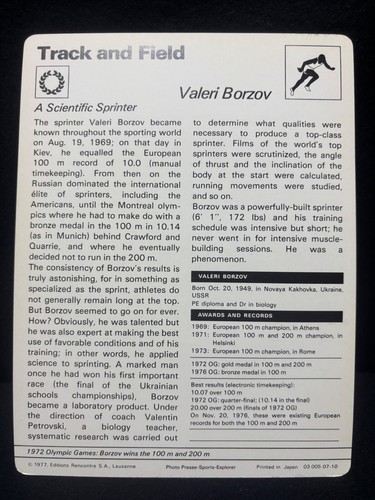 Track and Field
Valeri Borzov
A Scientific Sprinter
The sprinter Valeri Borzov became
known throughout the sporting world
on Aug. 19, 1969; on that day in
Kiev, he equalled the European
100 m record of 10.0 (manual
timekeeping). From then on the
Russian dominated the international
élite of sprinters, including the
Americans, until the Montreal olym-
pics where he had to make do with a
bronze medal in the 100 m in 10.14
(as in Munich) behind Crawford and
Quarrie, and where he eventually
decided not to run in the 200 m.
The consistency of Borzov's results is
truly astonishing, for in something as
specialized as the sprint, athletes do
not generally remain long at the top.
But Borzov seemed to go on for ever.
How? Obviously, he was talented but
he was also expert at making the best
use of favorable conditions and of his
training; in other words, he applied
science to sprinting. A marked man
once he had won his first important
race (the final of the Ukrainian
schools championships), Borzov
became a laboratory product. Under
the direction of coach Valentin
Petrovski, a biology teacher,
systematic research was carried out
to determine what qualities were
necessary to produce a top-class
sprinter. Films of the world's top
sprinters were scrutinized, the angle
of thrust and the inclination of the
body at the start were calculated,
running movements were studied,
and so on.
Borzov was a powerfully-built sprinter
(6' 1", 172 lbs) and his training
schedule was intensive but short; he
never went in for intensive muscle-
building sessions. He was a
phenomenon.
VALERI BORZOV
Born Oct. 20, 1949, in Novaya Kakhovka, Ukraine,
USSR
PE diploma and Dr in biology
AWARDS AND RECORDS
1969: European 100 m champion, in Athens
1971: European 100 m and 200 m champion, in
Helsinki
1973: European 100 m champion, in Rome
1972 OG: gold medal in 100 m and 200 m
1976 OG: bronze medal in 100 m
Best results (electronic timekeeping):
10.07 over 100 m
1972 OG: quarter-final; (10.14 in the final)
20.00 over 200 m (finals of 1972 OG)
On Nov. 20, 1976, these were existing European
records for both the 100 m and 200 m
1972 Olympic Games: Borzov wins the 100 m and 200 m
© 1977, Editions Rencontre S.A., Lausanne
Photo Presse-Sports-Explorer
Printed in Japan 03 005 07-10